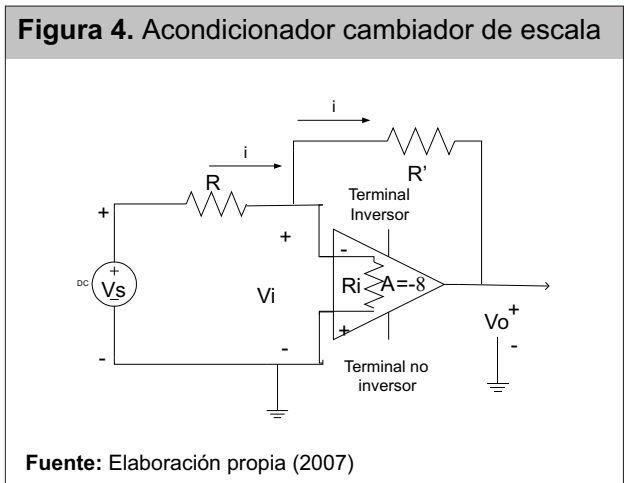 Figura 4. Acondicionador cambiador de escala
i
i
R
R'
Terminal
Inversor
+
+
-
DC
+
Vs
-
Vi
Ri
A=-8
+
Vo
+
-
-
-
Terminal no
inversor
Fuente: Elaboración propia (2007)